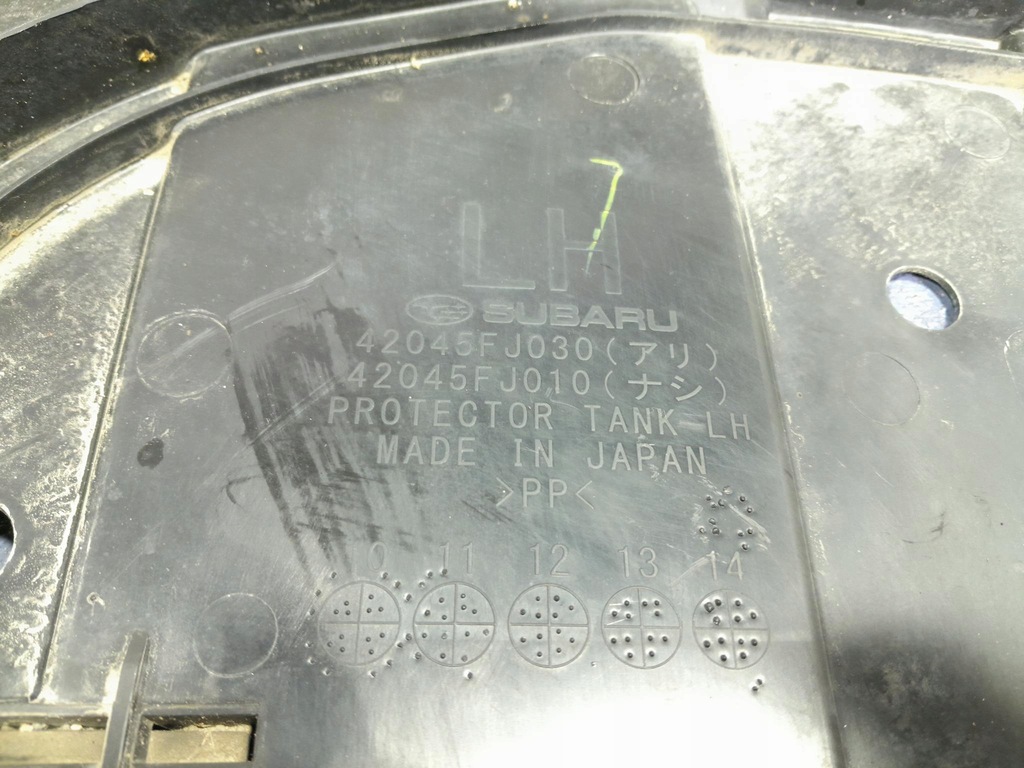 LH
SUBARU
42045FJ030(アリ)
42045FJ010(ナシ)
PROTECTOR TANK LH
MADE IN JAPAN
>PP<
10 11 12 13 14